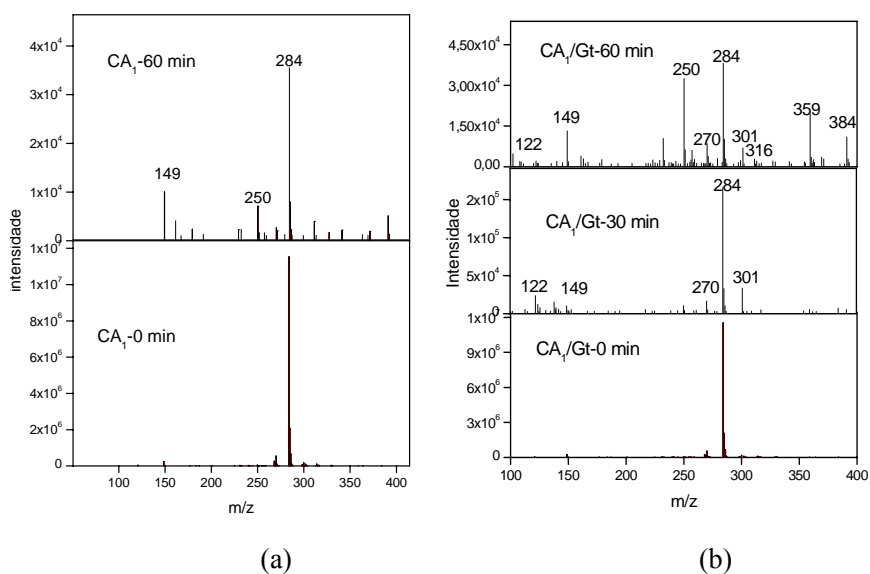 4x10⁴
3x10⁴
2x10⁴
1x10⁴
0
CA₁-60 min
284
149
250
1x10⁷
8x10⁶
6x10⁶
4x10⁶
2x10⁶
0
CA₁-0 min
intensidade
100 150 200 250 300 350 400
m/z
(a)
4,50x10⁴
3,00x10⁴
1,50x10⁴
0,00
CA₁/Gt-60 min
284
250
359
149
384
270
301
122
316
2x10⁵
1x10⁵
5x10⁴
0
284
CA₁/Gt-30 min
122
149
270
301
9x10⁶
6x10⁶
3x10⁶
0
CA₁/Gt-0 min
Intensidade
100 150 200 250 300 350 400
m/z
(b)